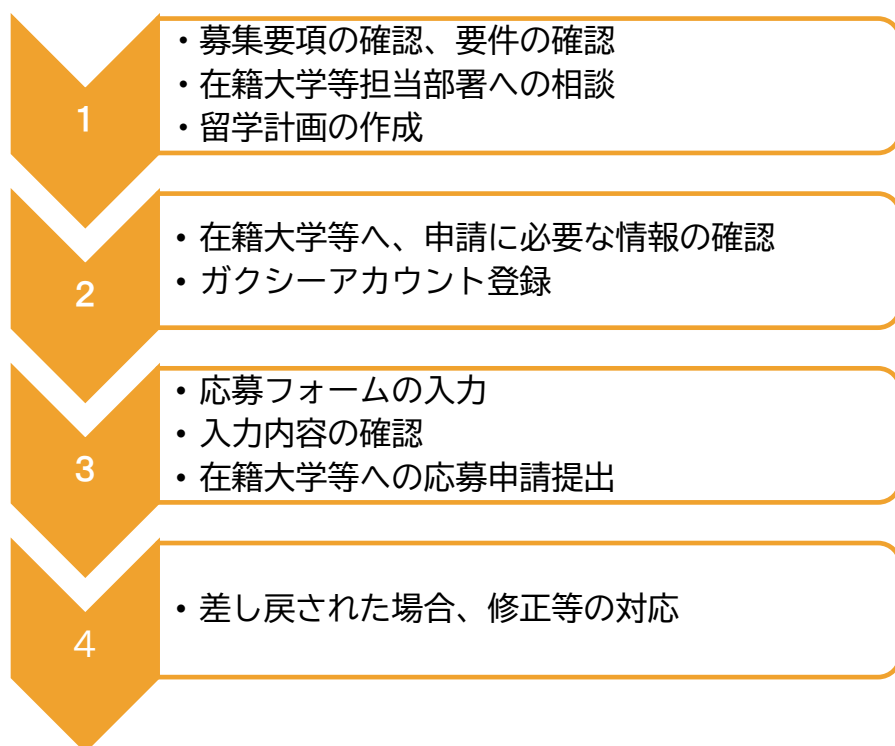 ・募集要項の確認、要件の確認
・在籍大学等担当部署への相談
1
・留学計画の作成
・在籍大学等へ、申請に必要な情報の確認
2
・ガクシーアカウント登録
・応募フォームの入力
・入力内容の確認
3
・在籍大学等への応募申請提出
・差し戻された場合、修正等の対応
4